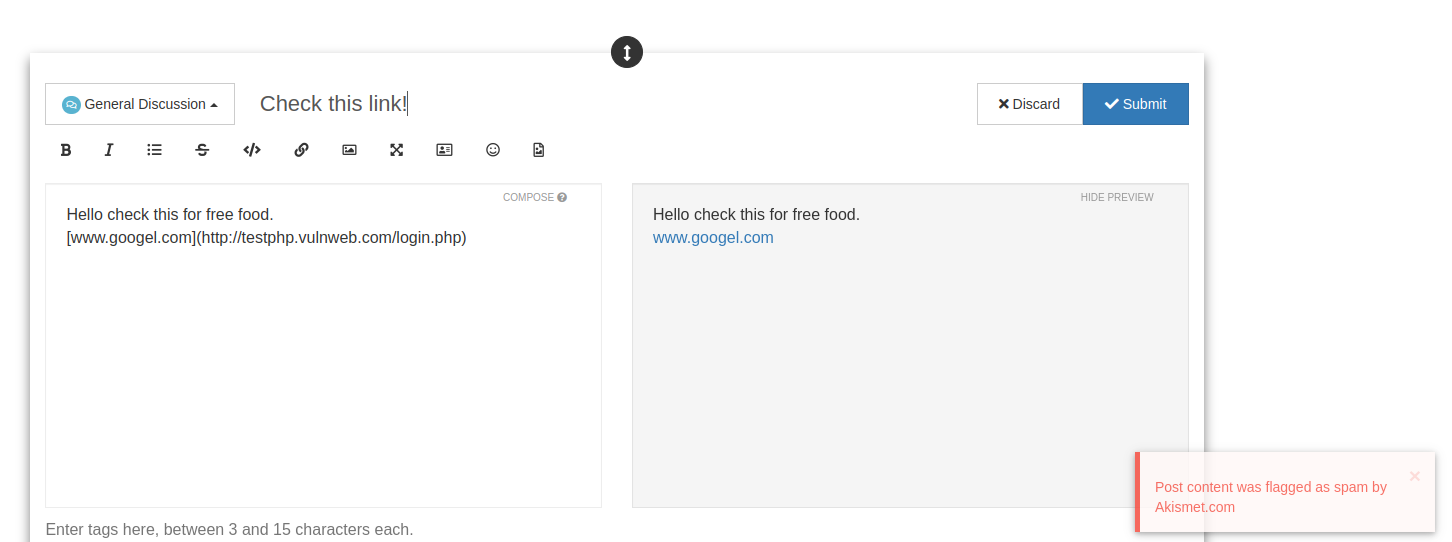 General Discussion
Check this link!
Discard
Submit
COMPOSE
HIDE PREVIEW
Hello check this for free food.
[www.googel.com](http://testphp.vulnweb.com/login.php)
Hello check this for free food.
www.googel.com
Post content was flagged as spam by
Akismet.com
Enter tags here, between 3 and 15 characters each.